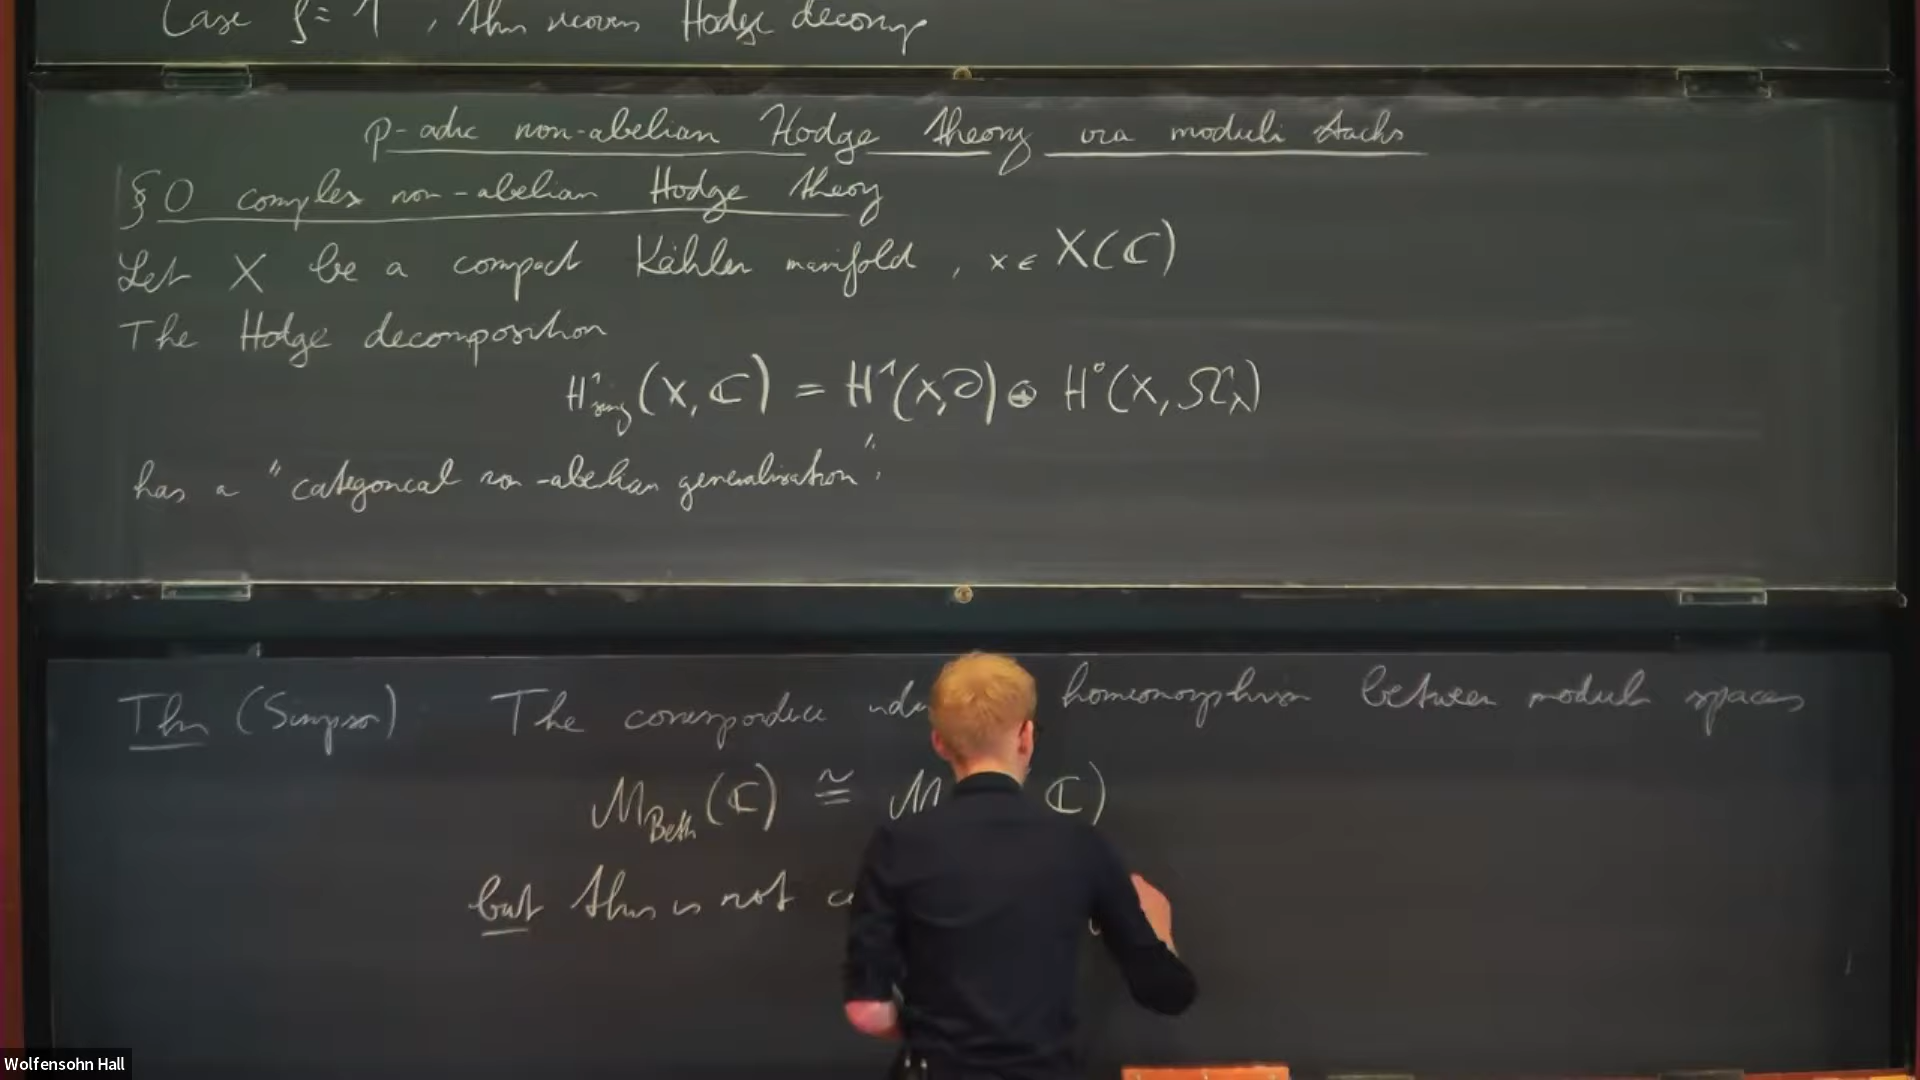 Case ρ = 1, this recovers Hodge decomp
p-adic non-abelian Hodge theory via moduli stacks
§0 complex non-abelian Hodge theory
Let X be a compact Kähler manifold, x ∈ X(ℂ)
The Hodge decomposition
H¹sing(X, ℂ) = H¹(X, O) ⊕ H⁰(X, Ω¹X)
has a "categorical non-abelian generalisation".
Thm (Simpson) The correspondence homeomorphism between moduli spaces
M_Betti(ℂ) ≅ M ℂ)
but this is not
Wolfensohn Hall